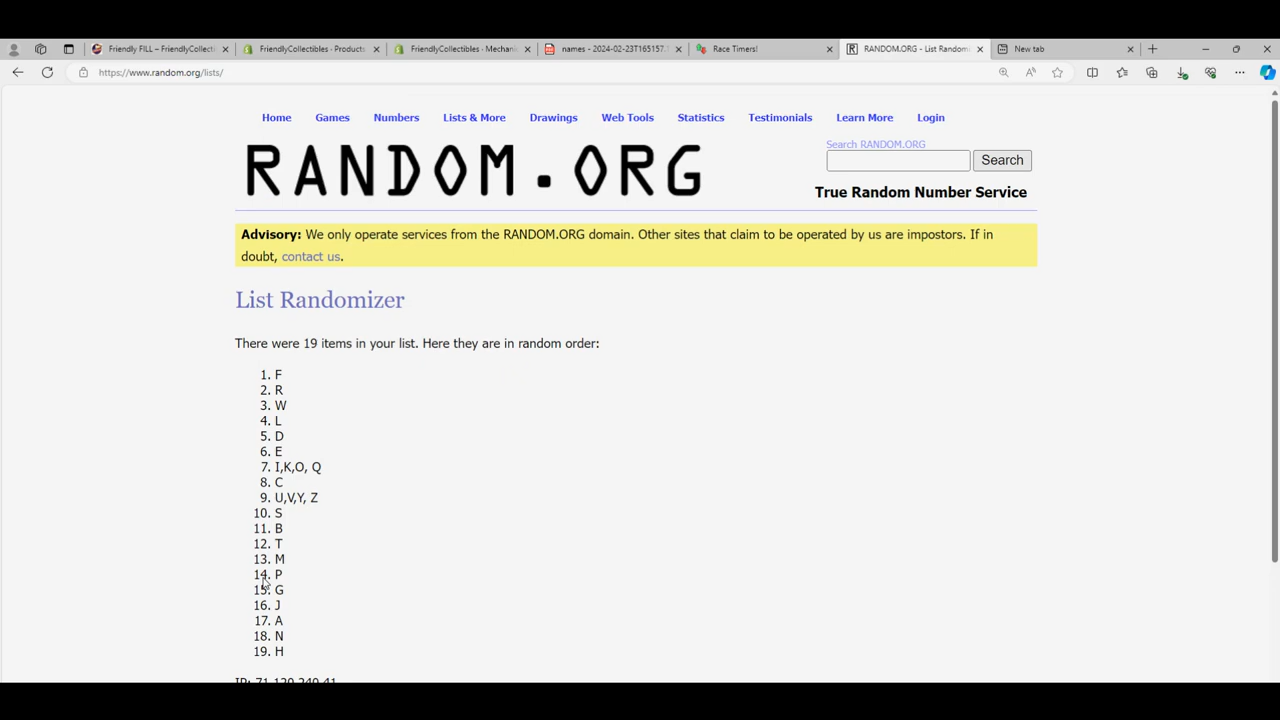 Friendly FILL – FriendlyCollecti
FriendlyCollectibles · Products
FriendlyCollectibles · Mechani
names - 2024-02-23T165157.
Race Timers!
RANDOM.ORG - List Random
New tab
https://www.random.org/lists/
Home Games Numbers Lists & More Drawings Web Tools Statistics Testimonials Learn More Login
RANDOM.ORG
Search RANDOM.ORG
Search
True Random Number Service
Advisory: We only operate services from the RANDOM.ORG domain. Other sites that claim to be operated by us are impostors. If in
doubt, contact us.
List Randomizer
There were 19 items in your list. Here they are in random order:
1. F
2. R
3. W
4. L
5. D
6. E
7. I,K,O, Q
8. C
9. U,V,Y, Z
10. S
11. B
12. T
13. M
14. P
15. G
16. J
17. A
18. N
19. H